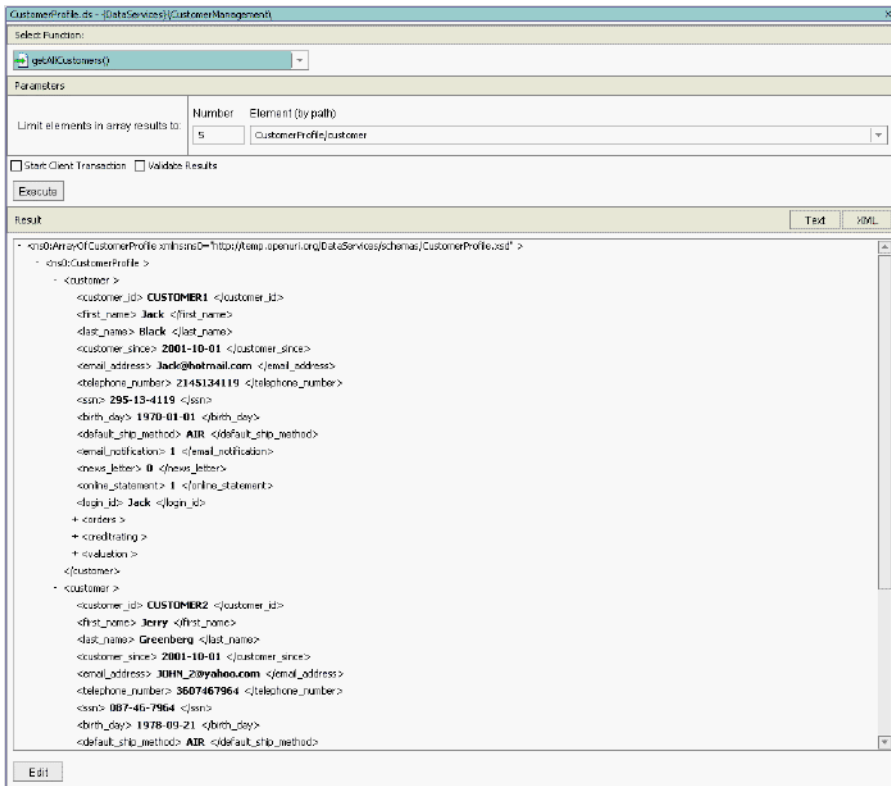 CustomerProfile.ds - {DataServices}\CustomerManagement\
Select Function:
getAllCustomers()
Parameters
Limit elements in array results to:
Number Element (by path)
5 CustomerProfile/customer
Start Client Transaction Validate Results
Execute
Result Text XML
- <ns0:ArrayOfCustomerProfile xmlns:ns0="http://temp.openuri.org/DataServices/schemas/CustomerProfile.xsd" >
- <ns0:CustomerProfile >
- <customer >
<customer_id> CUSTOMER1 </customer_id>
<first_name> Jack </first_name>
<last_name> Black </last_name>
<customer_since> 2001-10-01 </customer_since>
<email_address> Jack@hotmail.com </email_address>
<telephone_number> 2145134119 </telephone_number>
<ssn> 295-13-4119 </ssn>
<birth_day> 1970-01-01 </birth_day>
<default_ship_method> AIR </default_ship_method>
<email_notification> 1 </email_notification>
<news_letter> 0 </news_letter>
<online_statement> 1 </online_statement>
<login_id> Jack </login_id>
+ <orders >
+ <creditrating >
+ <valuation >
</customer>
- <customer >
<customer_id> CUSTOMER2 </customer_id>
<first_name> Jerry </first_name>
<last_name> Greenberg </last_name>
<customer_since> 2001-10-01 </customer_since>
<email_address> JOHN_2@yahoo.com </email_address>
<telephone_number> 3607467964 </telephone_number>
<ssn> 087-46-7964 </ssn>
<birth_day> 1978-09-21 </birth_day>
<default_ship_method> AIR </default_ship_method>
Edit